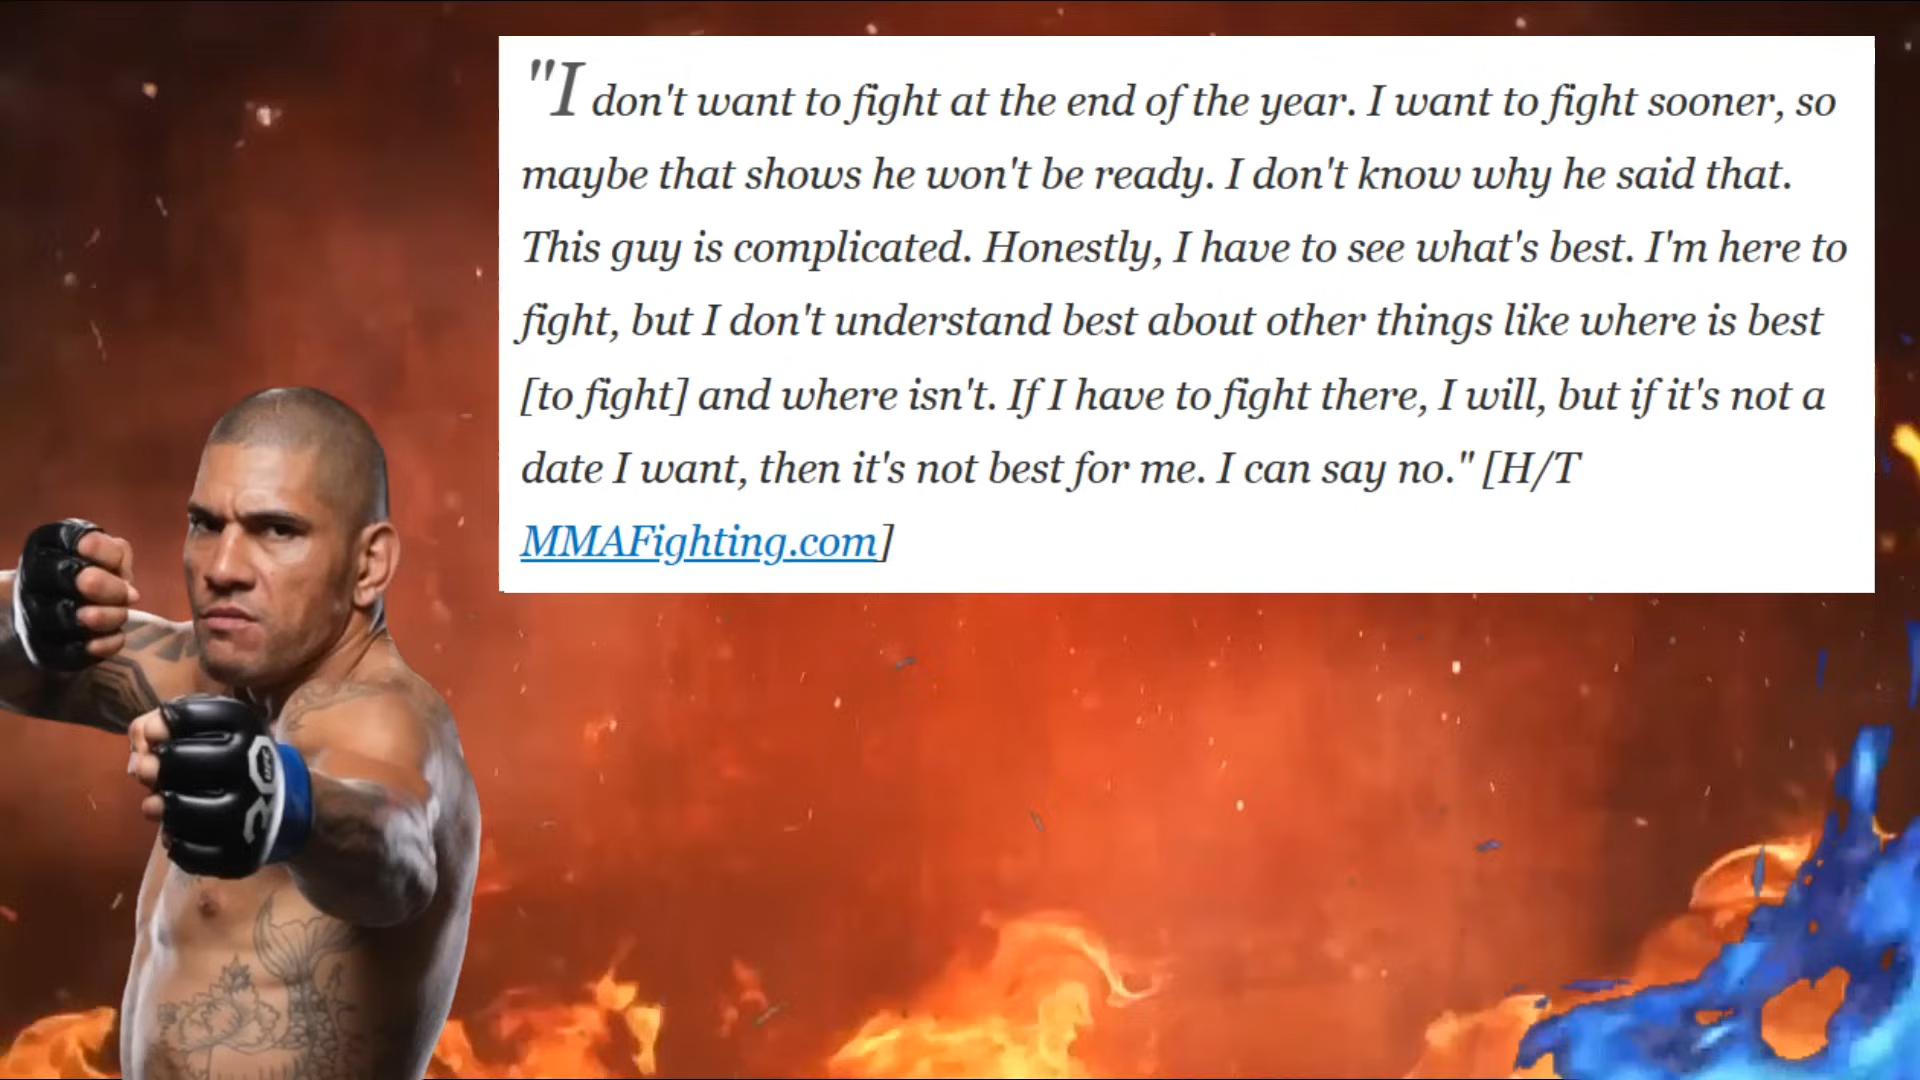 "I don't want to fight at the end of the year. I want to fight sooner, so
maybe that shows he won't be ready. I don't know why he said that.
This guy is complicated. Honestly, I have to see what's best. I'm here to
fight, but I don't understand best about other things like where is best
[to fight] and where isn't. If I have to fight there, I will, but if it's not a
date I want, then it's not best for me. I can say no." [H/T
MMAFighting.com]
30
UFC